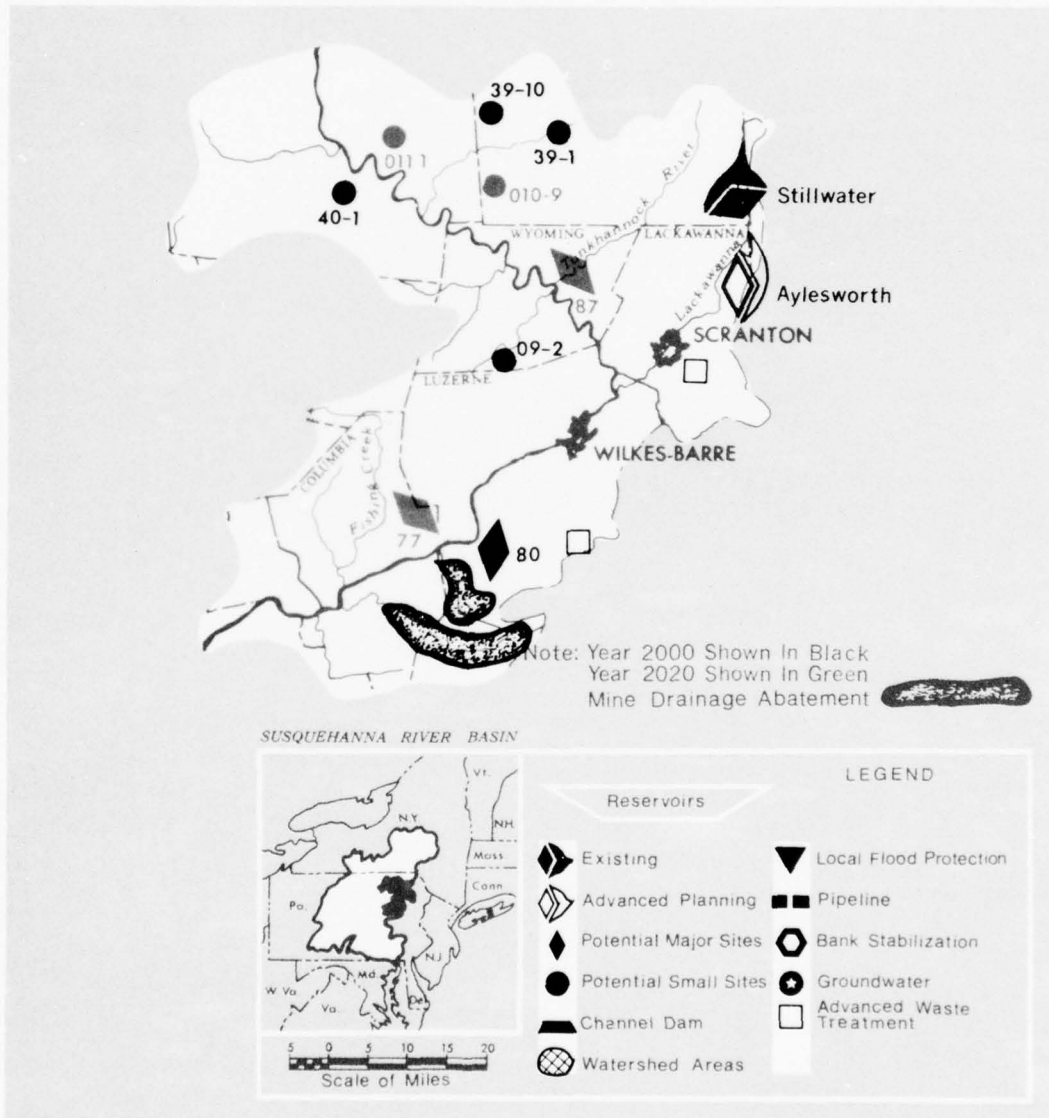 39-10
39-1
011 1
010-9
40-1
Tunkhannock River
Stillwater
WYOMING
LACKAWANNA
Lackawanna
87
Aylesworth
SCRANTON
09-2
LUZERNE
WILKES-BARRE
COLUMBIA
Fishing Creek
77
80
Note: Year 2000 Shown In Black
Year 2020 Shown In Green
Mine Drainage Abatement
SUSQUEHANNA RIVER BASIN
Vt.
N.Y.
N.H.
Mass
Conn
Pa.
N.J.
Md.
W.Va.
Va.
De
5 0 5 10 15 20
Scale of Miles
LEGEND
Reservoirs
Existing
Advanced Planning
Potential Major Sites
Potential Small Sites
Channel Dam
Watershed Areas
Local Flood Protection
Pipeline
Bank Stabilization
Groundwater
Advanced Waste
Treatment